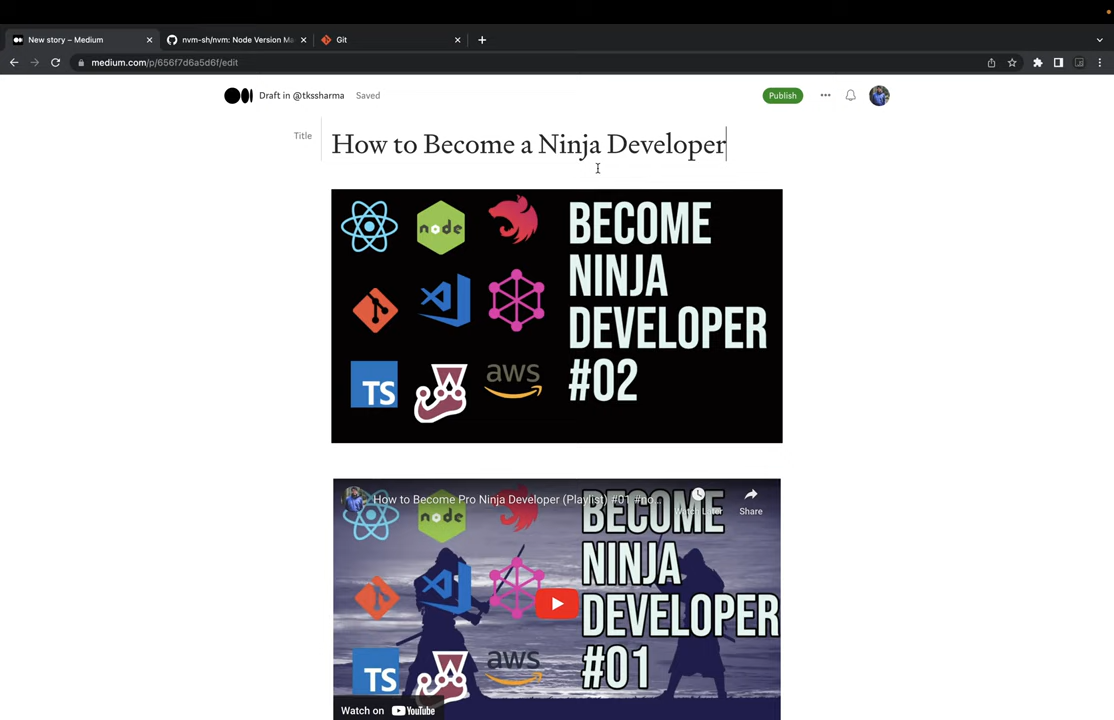 New story – Medium
nvm-sh/nvm: Node Version Ma
Git
medium.com/p/656f7d6a5d6f/edit
Draft in @tkssharma
Saved
Publish
Title
How to Become a Ninja Developer
node
TS
aws
BECOME
NINJA
DEVELOPER
#02
How to Become Pro Ninja Developer (Playlist) #01 #no...
Watch Later
Share
node
TS
aws
BECOME
NINJA
DEVELOPER
#01
Watch on YouTube